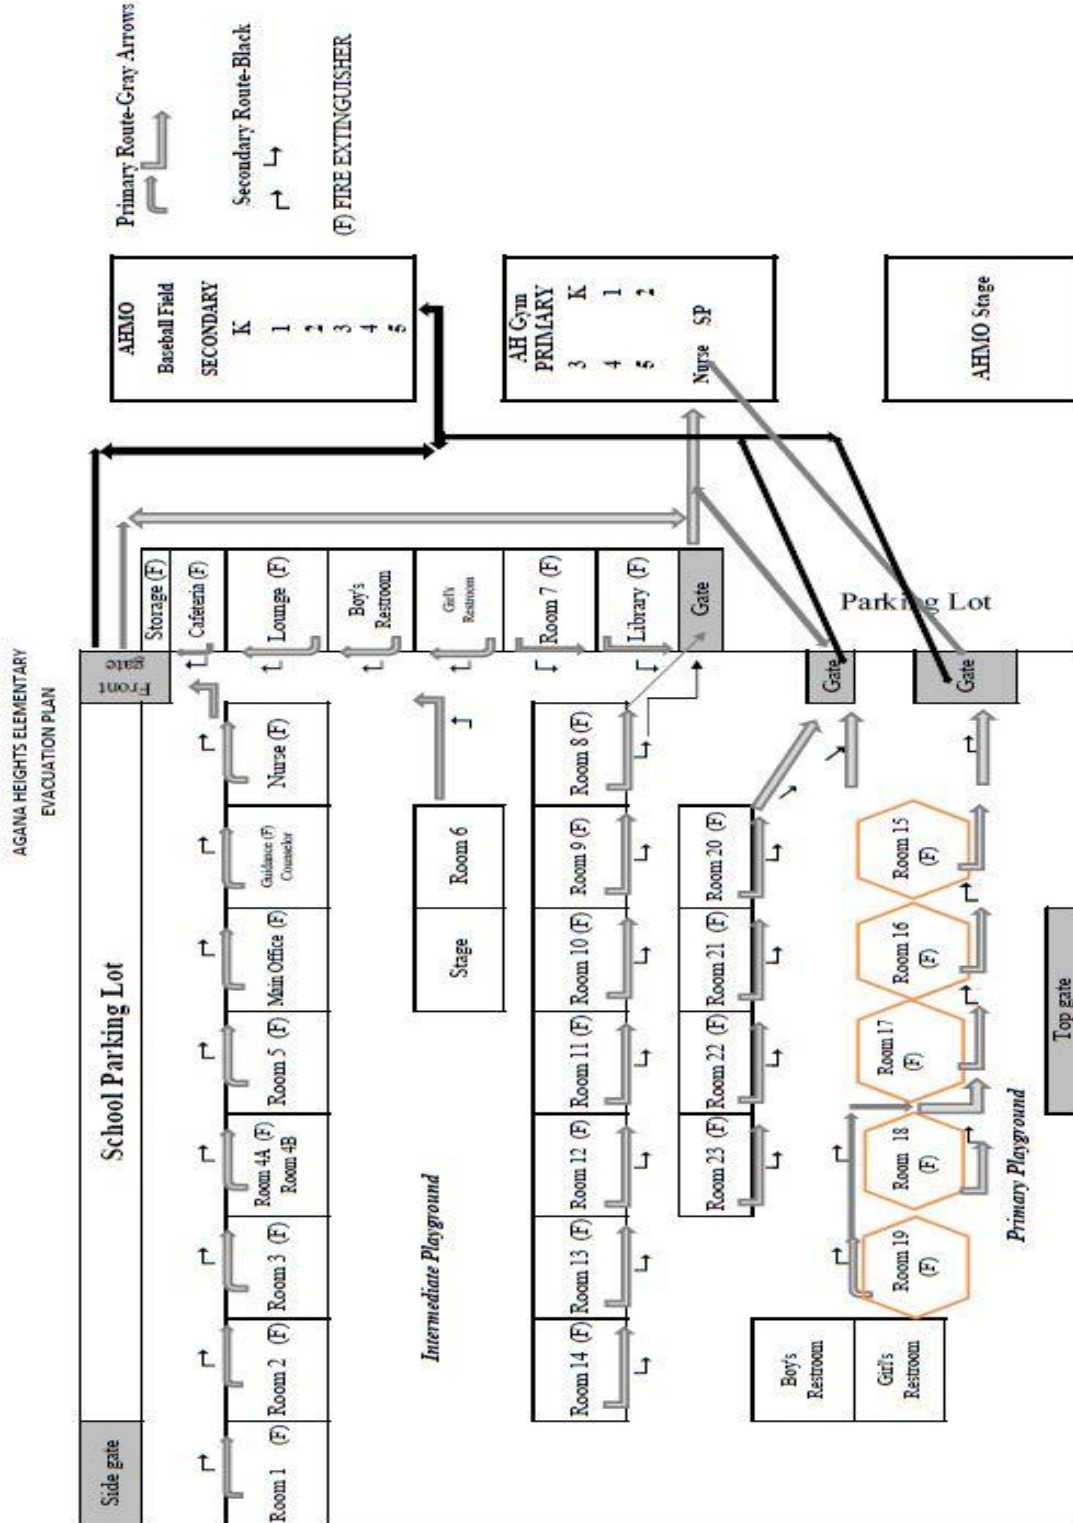 AGANA HEIGHTS ELEMENTARY
EVACUATION PLAN
Side gate
School Parking Lot
Front
gate
Room 1 (F)
Room 2 (F)
Room 3 (F)
Room 4A (F)
Room 4B
Room 5 (F)
Main Office (F)
Guidance (F)
Counselor
Nurse (F)
Storage (F)
Cafeteria (F)
Lounge (F)
Boy's
Restroom
Girl's
Restroom
Room 7 (F)
Library (F)
Gate
Intermediate Playground
Stage
Room 6
Room 14 (F)
Room 13 (F)
Room 12 (F)
Room 11 (F)
Room 10 (F)
Room 9 (F)
Room 8 (F)
Room 23 (F)
Room 22 (F)
Room 21 (F)
Room 20 (F)
Gate
Parking Lot
Boy's
Restroom
Girl's
Restroom
Room 19
(F)
Room 18
(F)
Room 17
(F)
Room 16
(F)
Room 15
(F)
Gate
Primary Playground
Top gate
AHMO
Baseball Field
SECONDARY
K
1
2
3
4
5
AH Gym
PRIMARY
3 K
4 1
5 2
Nurse SP
AHMO Stage
Primary Route-Gray Arrows
Secondary Route-Black
(F) FIRE EXTINGUISHER